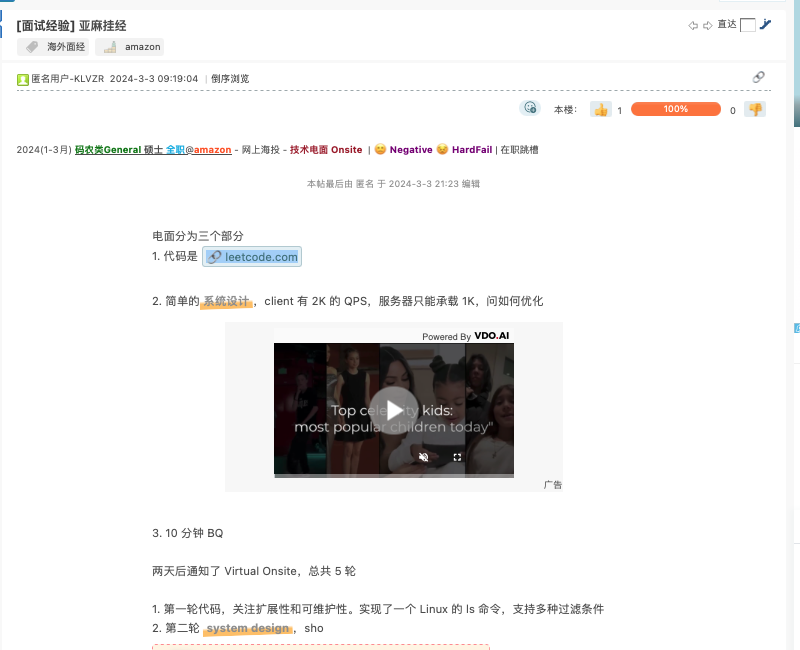 [面试经验] 亚麻挂经
直达
海外面经 amazon
匿名用户-KLVZR 2024-3-3 09:19:04 | 倒序浏览
本楼： 👍 1 100% 0 👎
2024(1-3月) 码农类General 硕士 全职@amazon - 网上海投 - 技术电面 Onsite | 😐 Negative 😣 HardFail | 在职跳槽
本帖最后由 匿名 于 2024-3-3 21:23 编辑
电面分为三个部分
1. 代码是 🔗 leetcode.com
2. 简单的 系统设计 ，client 有 2K 的 QPS，服务器只能承载 1K，问如何优化
Powered By VDO.AI
Top celebrity kids:
most popular children today"
广告
3. 10 分钟 BQ
两天后通知了 Virtual Onsite，总共 5 轮
1. 第一轮代码，关注扩展性和可维护性。实现了一个 Linux 的 ls 命令，支持多种过滤条件
2. 第二轮 system design ，sho